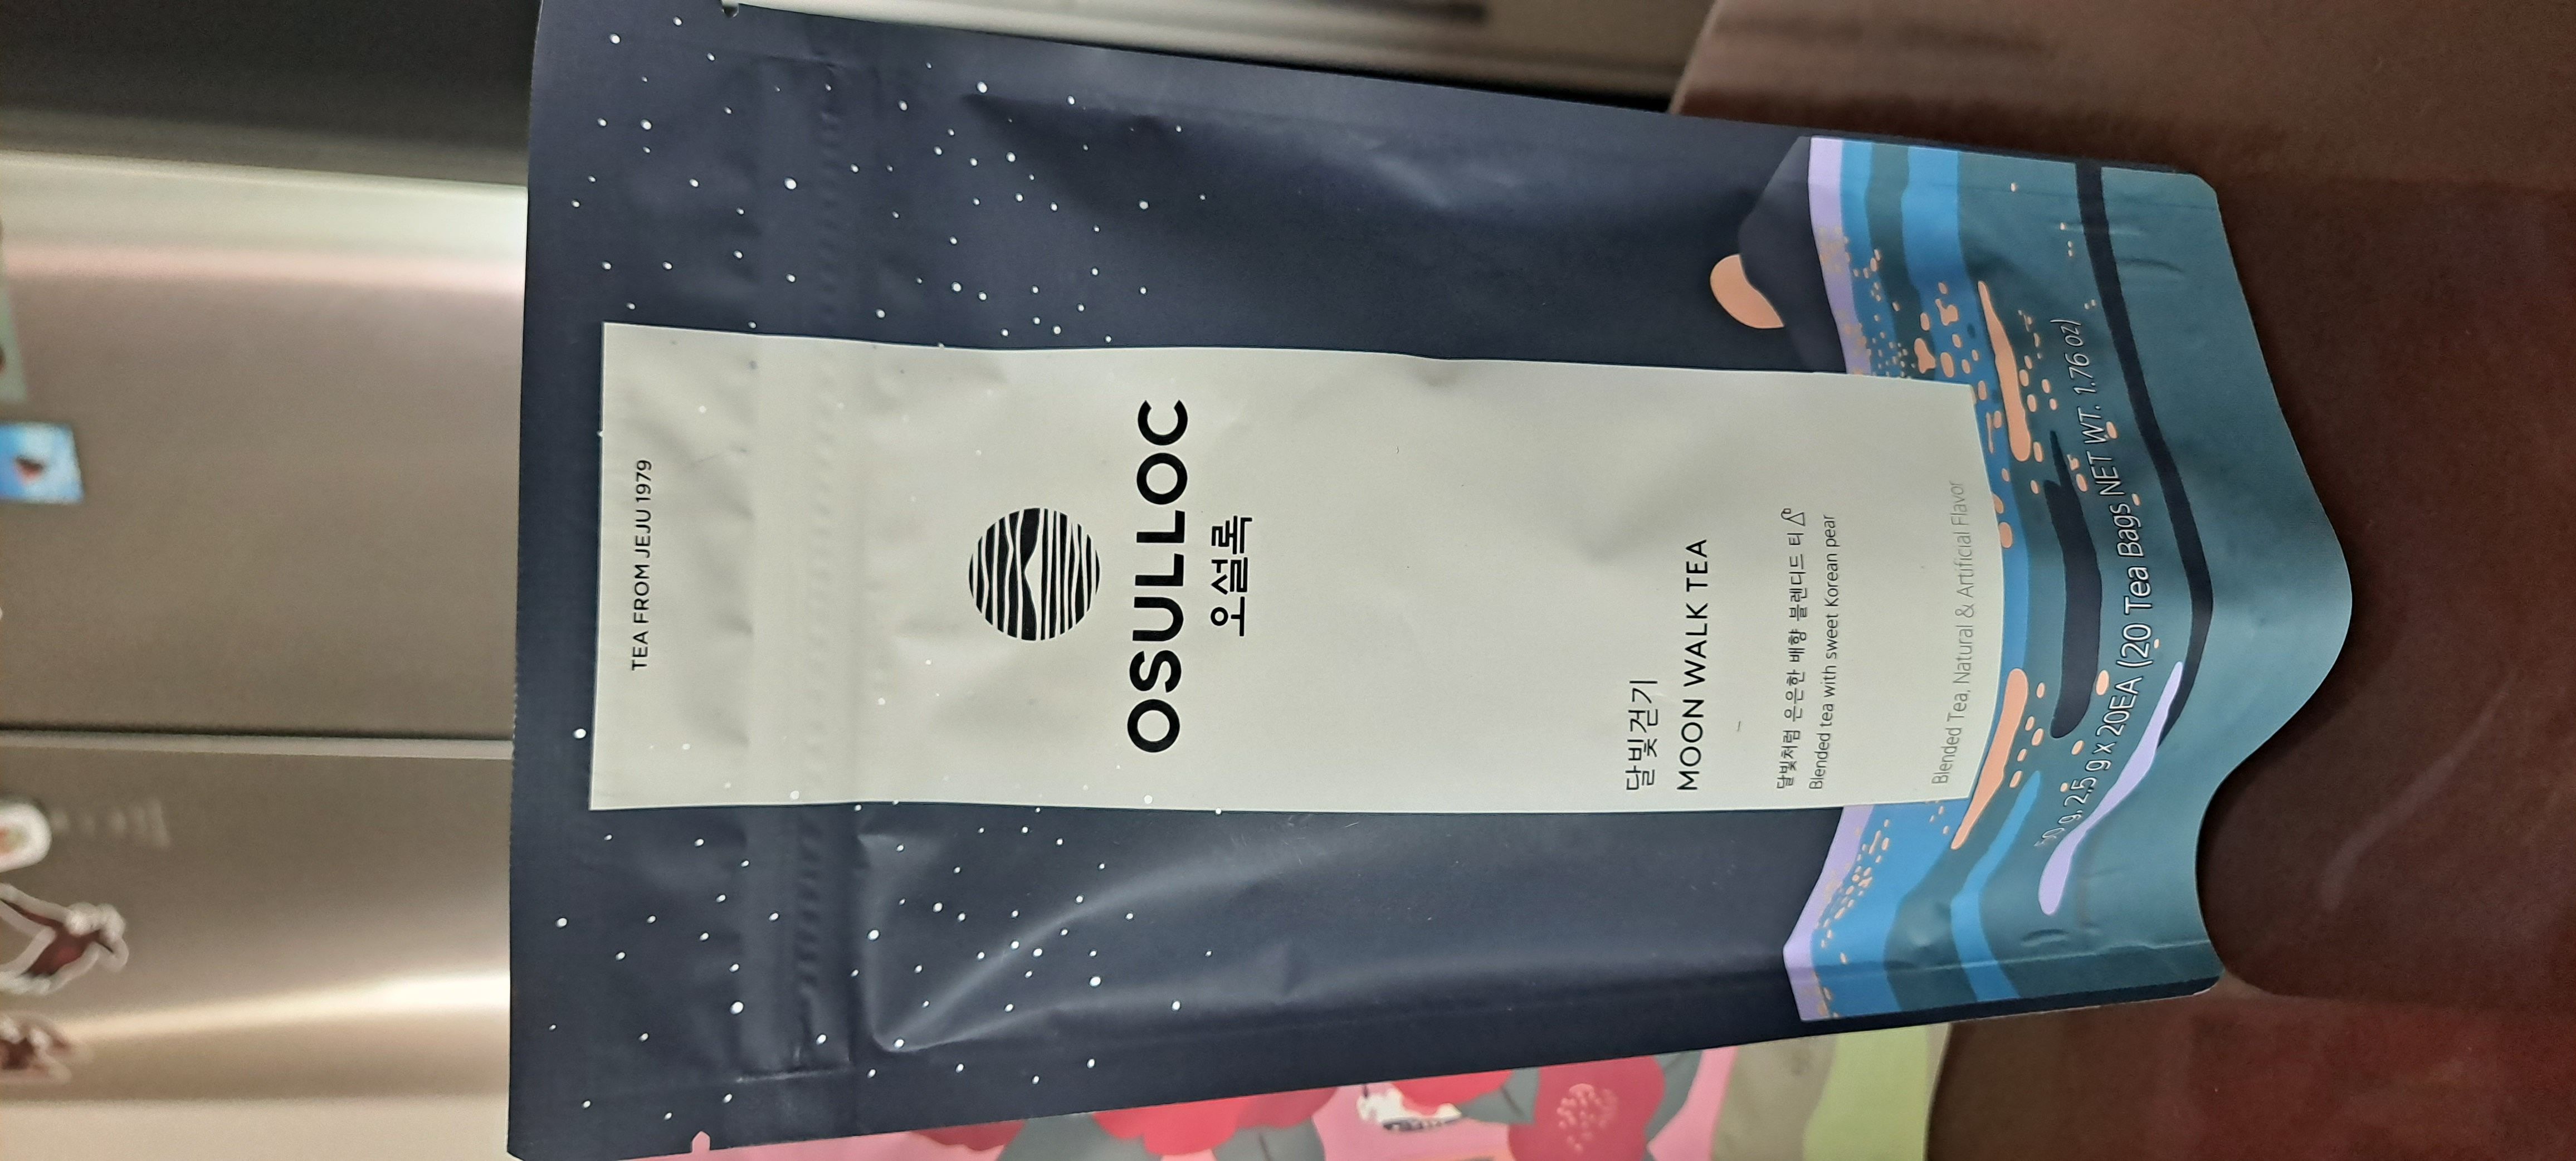 TEA FROM JEJU 1979
OSULLOC
오설록
달빛걷기
MOON WALK TEA
달빛처럼 은은한 배향 블렌디드 티
Blended tea with sweet Korean pear
Blended Tea, Natural & Artificial Flavor
50 g, 2.5 g x 20EA (20 Tea Bags NET WT. 1.76 oz)